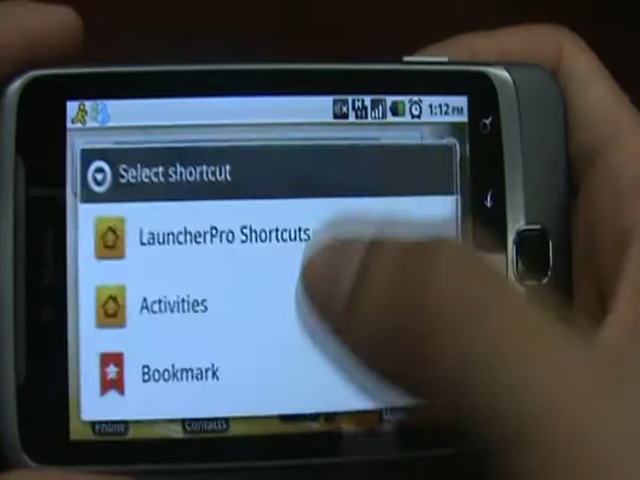 1:12 PM
Select shortcut
LauncherPro Shortcuts
Activities
Bookmark
Phone
Contacts